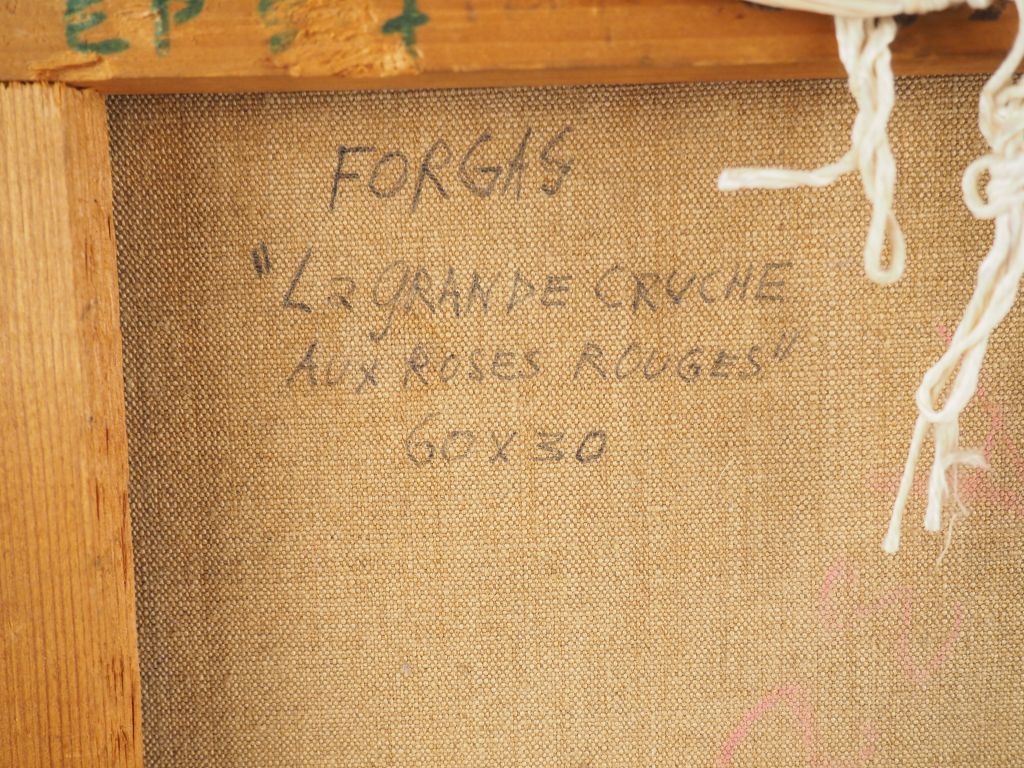 FORGAS
"La GRANDE CRUCHE
AUX ROSES ROUGES"
60 X 30